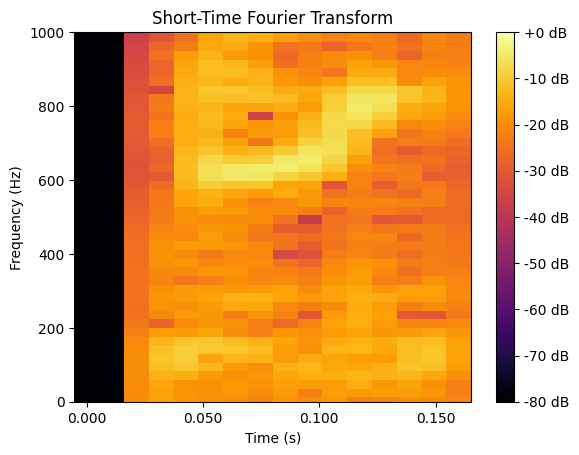 Short-Time Fourier Transform
1000
800
600
400
200
0
Frequency (Hz)
0.000
0.050
0.100
0.150
Time (s)
+0 dB
-10 dB
-20 dB
-30 dB
-40 dB
-50 dB
-60 dB
-70 dB
-80 dB